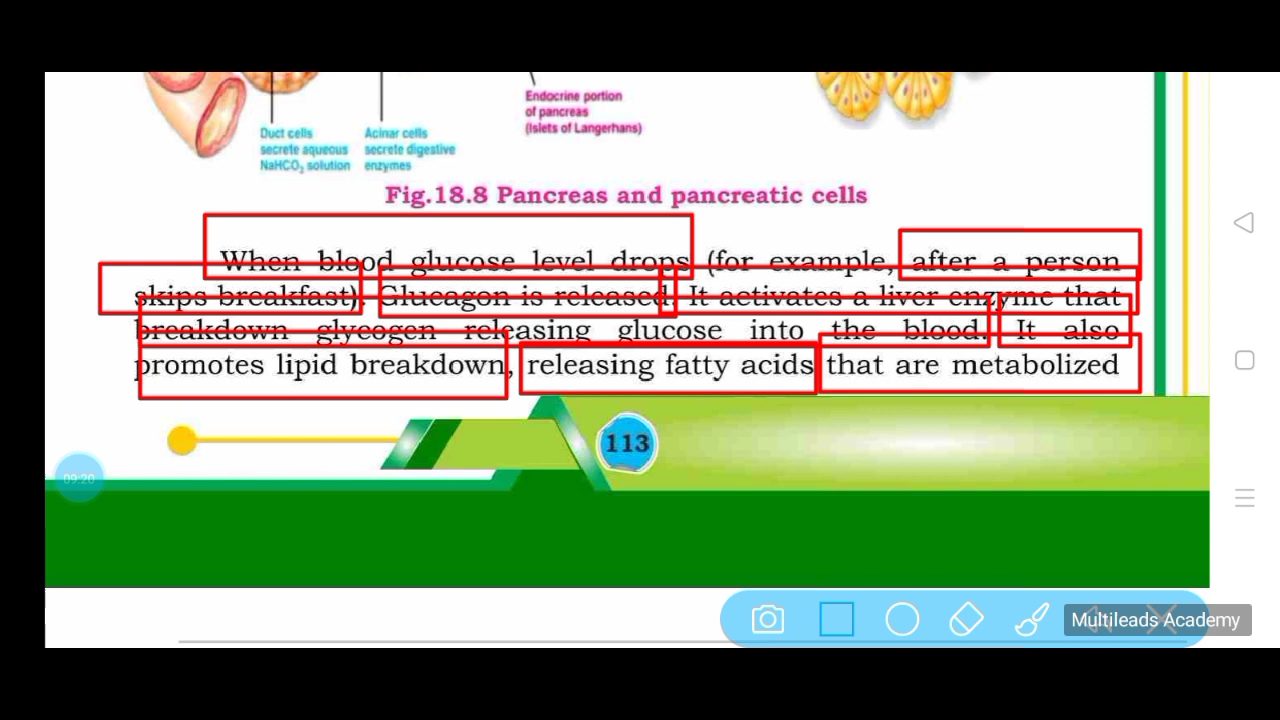 Endocrine portion
of pancreas
(Islets of Langerhans)
Duct cells
secrete aqueous
NaHCO₃ solution
Acinar cells
secrete digestive
enzymes
Fig.18.8 Pancreas and pancreatic cells
When blood glucose level drops (for example, after a person
skips breakfast). Glucagon is released. It activates a liver enzyme that
breakdown glycogen releasing glucose into the blood. It also
promotes lipid breakdown, releasing fatty acids that are metabolized
113
09:20
Multileads Academy